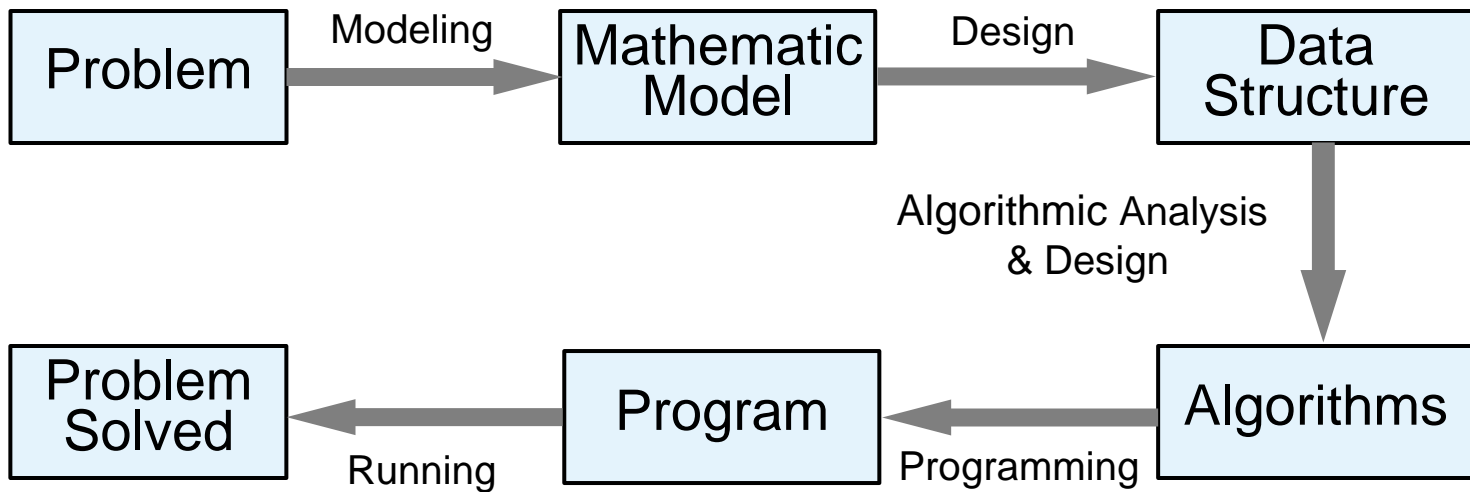 Problem
Modeling
Mathematic
Model
Design
Data
Structure
Algorithmic Analysis
& Design
Algorithms
Programming
Program
Running
Problem
Solved